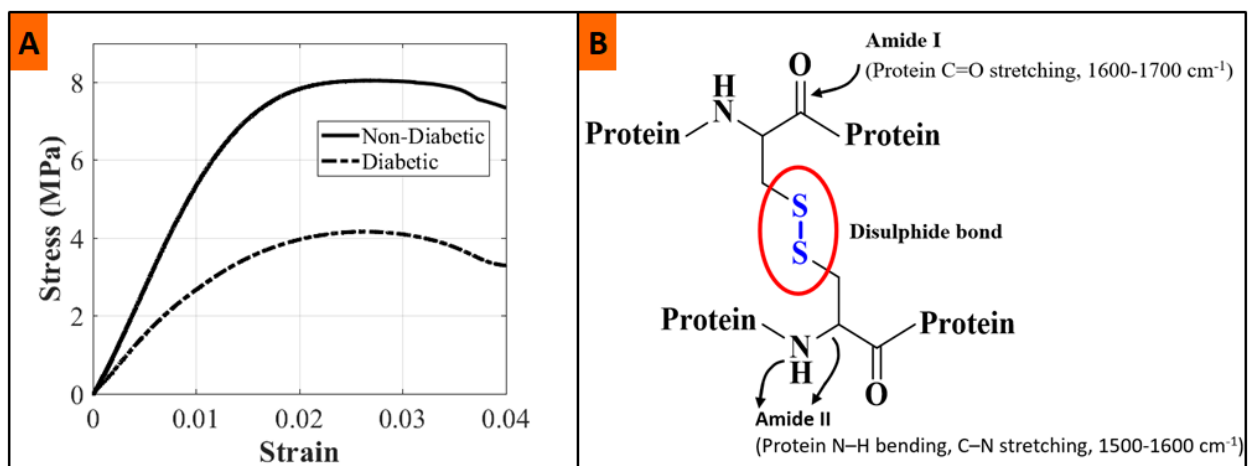 A
Stress (MPa)
8
6
4
2
0
Non-Diabetic
Diabetic
0 0.01 0.02 0.03 0.04
Strain
B
Amide I
(Protein C=O stretching, 1600-1700 cm⁻¹)
O
H
N
Protein
Protein
S
S
Disulphide bond
Protein
Protein
N
H
O
Amide II
(Protein N–H bending, C–N stretching, 1500-1600 cm⁻¹)